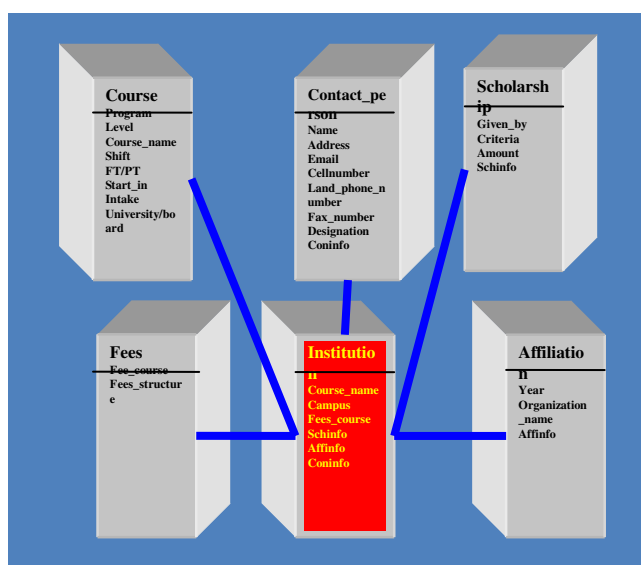 Course
Program
Level
Course_name
Shift
FT/PT
Start_in
Intake
University/bo
ard
Contact_pe
rson
Name
Address
Email
Cellnumber
Land_phone_n
umber
Fax_number
Designation
Coninfo
Scholarsh
ip
Given_by
Criteria
Amount
Schinfo
Fees
Fee_course
Fees_structur
e
Institutio
n
Course_name
Campus
Fees_course
Schinfo
Affinfo
Coninfo
Affiliatio
n
Year
Organization
_name
Affinfo